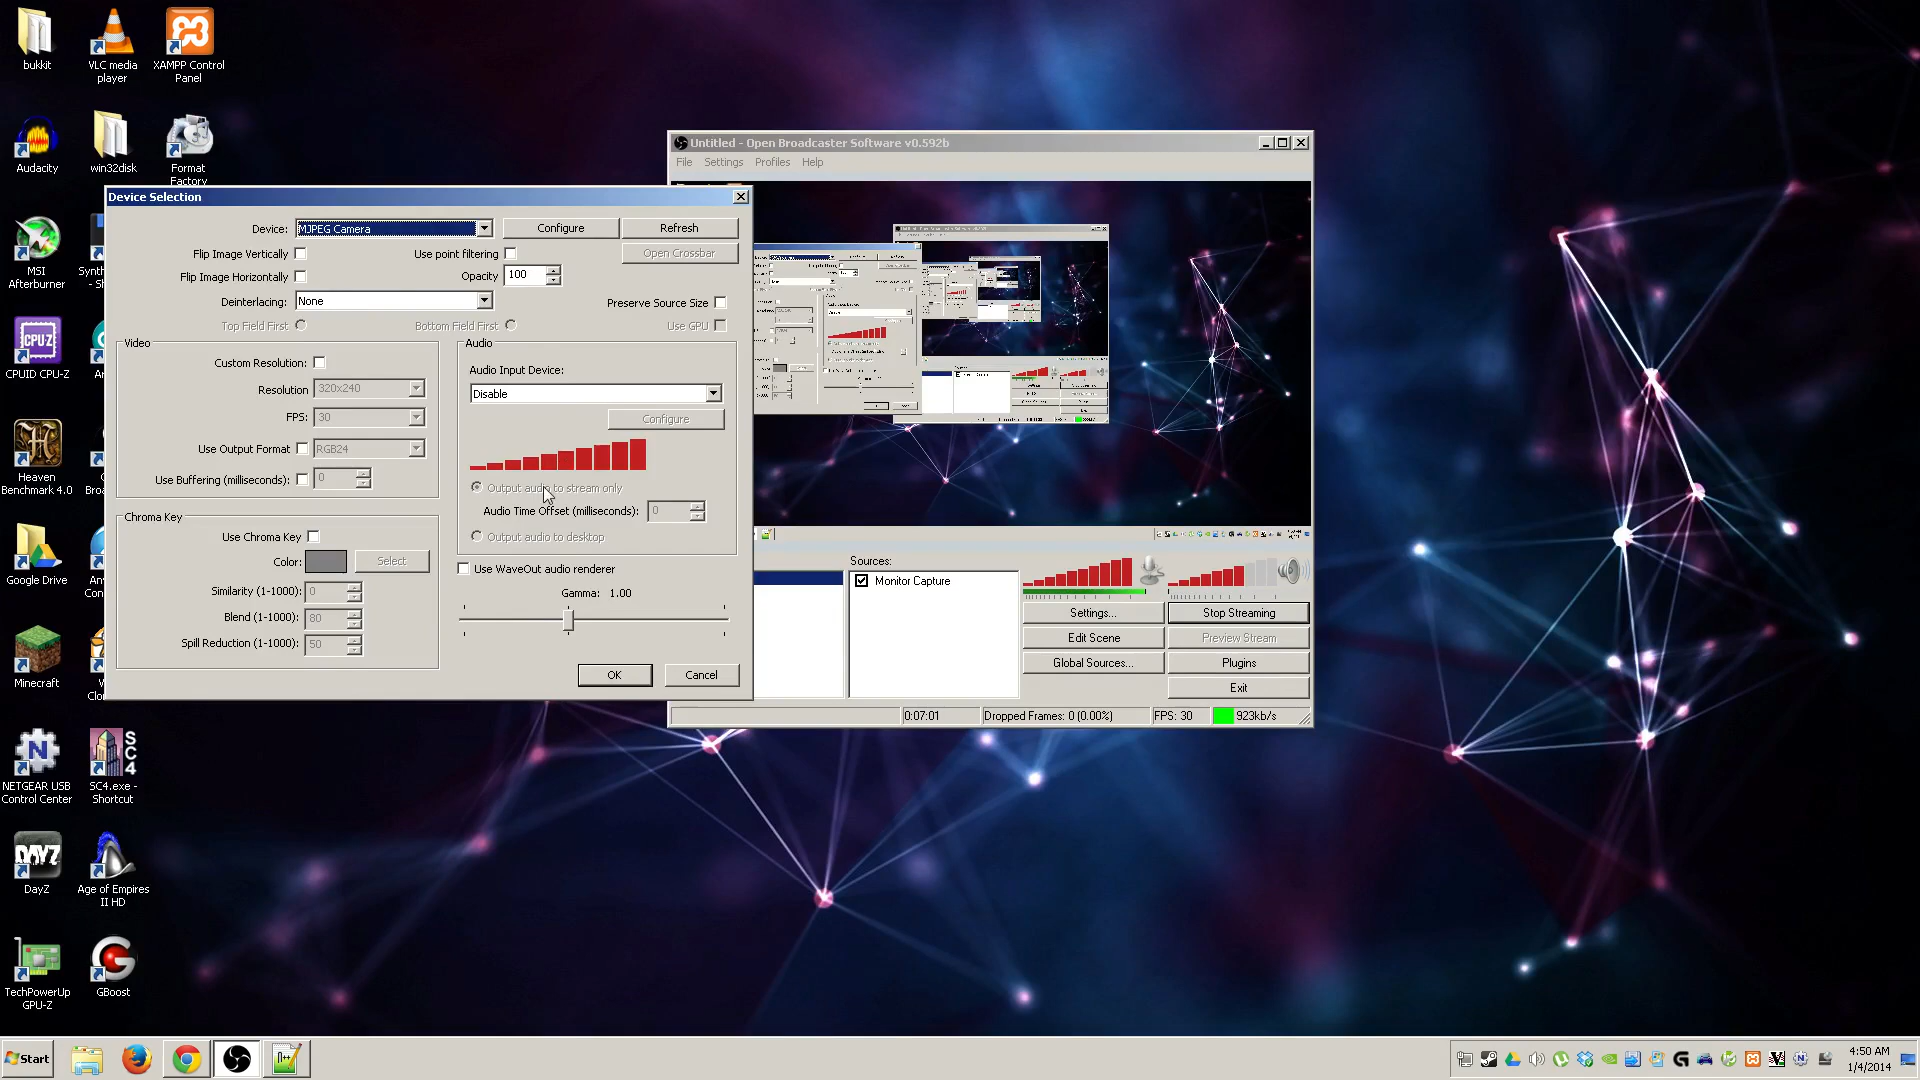 bukkit
VLC media
player
XAMPP Control
Panel
Audacity
win32disk
Format
Factory
MSI
Afterburner
Synth
- S
CPUID CPU-Z
Heaven
Benchmark 4.0
Google Drive
Minecraft
NETGEAR USB
Control Center
SC4.exe -
Shortcut
DayZ
Age of Empires
II HD
TechPowerUp
GPU-Z
GBoost
Device Selection
Device:
MJPEG Camera
Configure
Refresh
Flip Image Vertically
Use point filtering
Open Crossbar
Flip Image Horizontally
Opacity
100
Deinterlacing:
None
Preserve Source Size
Top Field First
Bottom Field First
Use GPU
Video
Custom Resolution:
Resolution
320x240
FPS:
30
Use Output Format
RGB24
Use Buffering (milliseconds):
0
Audio
Audio Input Device:
Disable
Configure
Output audio to stream only
Audio Time Offset (milliseconds):
0
Output audio to desktop
Chroma Key
Use Chroma Key
Color:
Select
Similarity (1-1000):
0
Blend (1-1000):
80
Spill Reduction (1-1000):
50
Use WaveOut audio renderer
Gamma:
1.00
OK
Cancel
Untitled - Open Broadcaster Software v0.592b
File
Settings
Profiles
Help
Sources:
Monitor Capture
Settings...
Stop Streaming
Edit Scene
Preview Stream
Global Sources...
Plugins
Exit
0:07:01
Dropped Frames: 0 (0.00%)
FPS: 30
923kb/s
Start
4:50 AM
1/4/2014